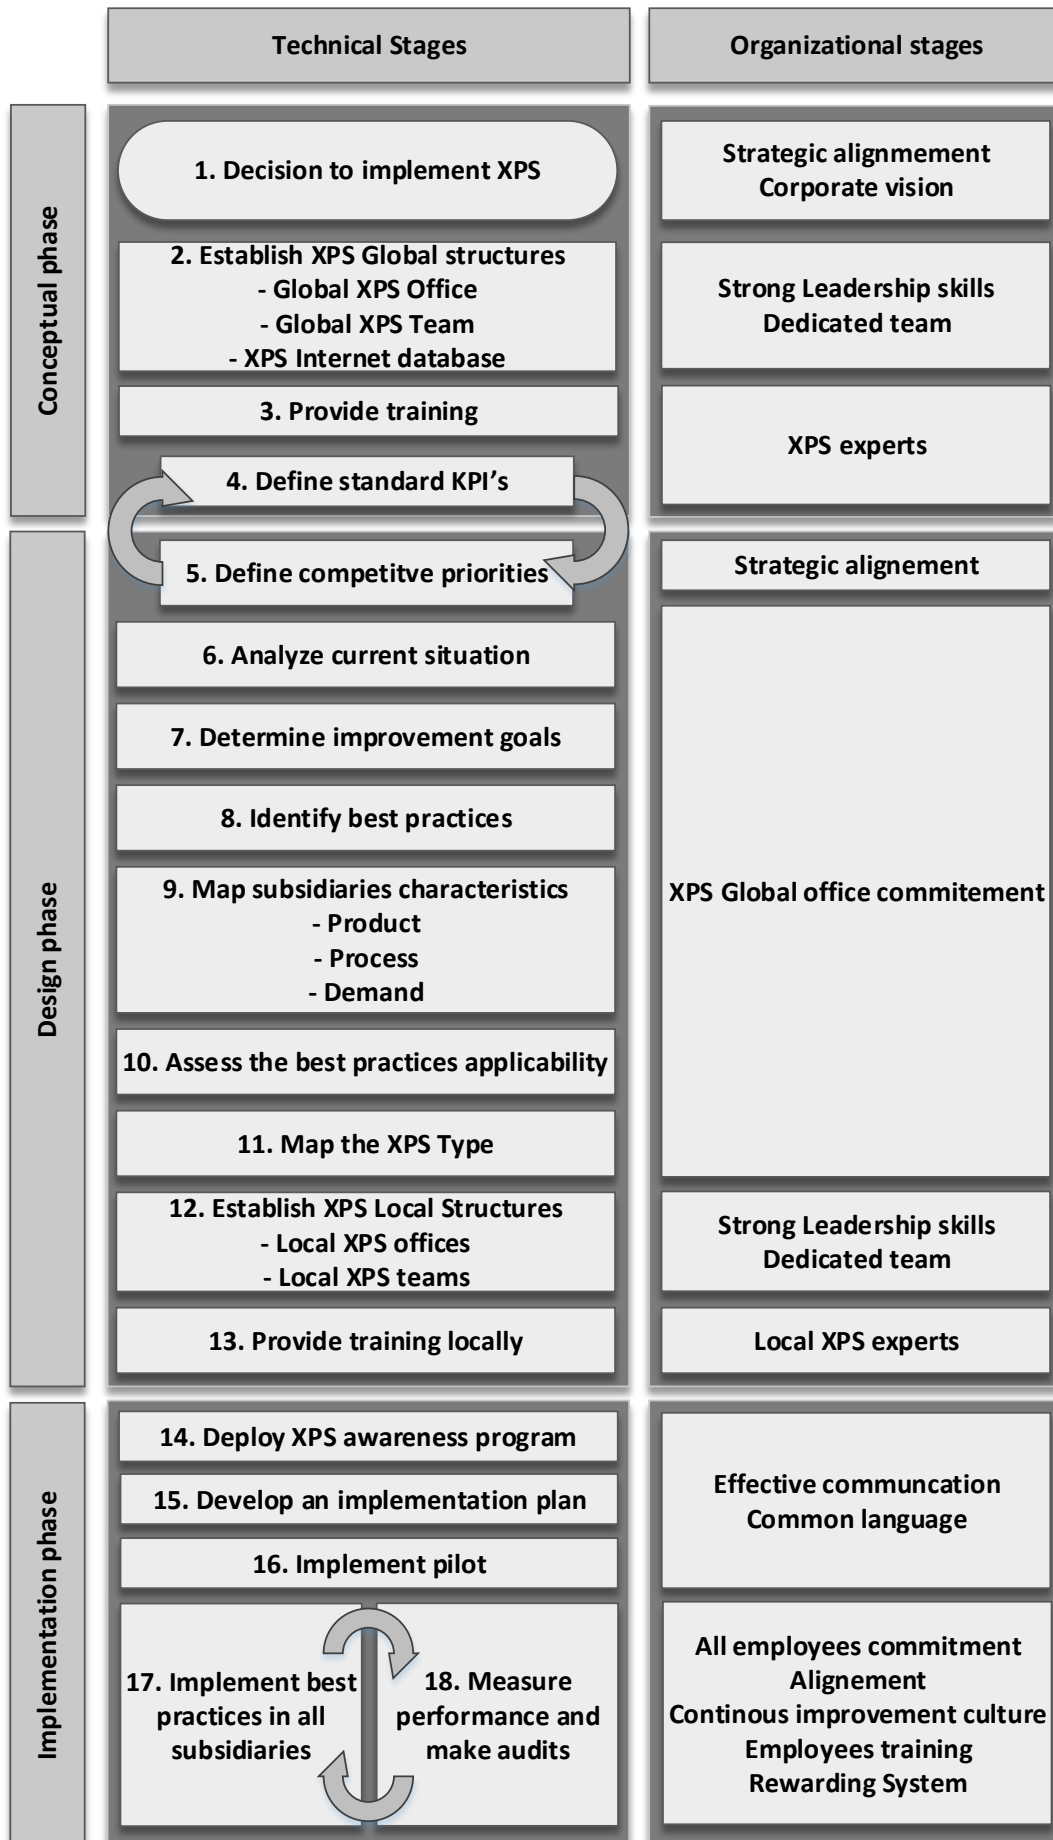 Technical Stages
Organizational stages
Conceptual phase
1. Decision to implement XPS
Strategic alignmement
Corporate vision
2. Establish XPS Global structures
- Global XPS Office
- Global XPS Team
- XPS Internet database
Strong Leadership skills
Dedicated team
3. Provide training
4. Define standard KPI's
XPS experts
Design phase
5. Define competitve priorities
Strategic alignement
6. Analyze current situation
7. Determine improvement goals
8. Identify best practices
9. Map subsidiaries characteristics
- Product
- Process
- Demand
10. Assess the best practices applicability
11. Map the XPS Type
XPS Global office commitement
12. Establish XPS Local Structures
- Local XPS offices
- Local XPS teams
Strong Leadership skills
Dedicated team
13. Provide training locally
Local XPS experts
Implementation phase
14. Deploy XPS awareness program
15. Develop an implementation plan
16. Implement pilot
Effective communcation
Common language
17. Implement best
practices in all
subsidiaries
18. Measure
performance and
make audits
All employees commitment
Alignement
Continous improvement culture
Employees training
Rewarding System